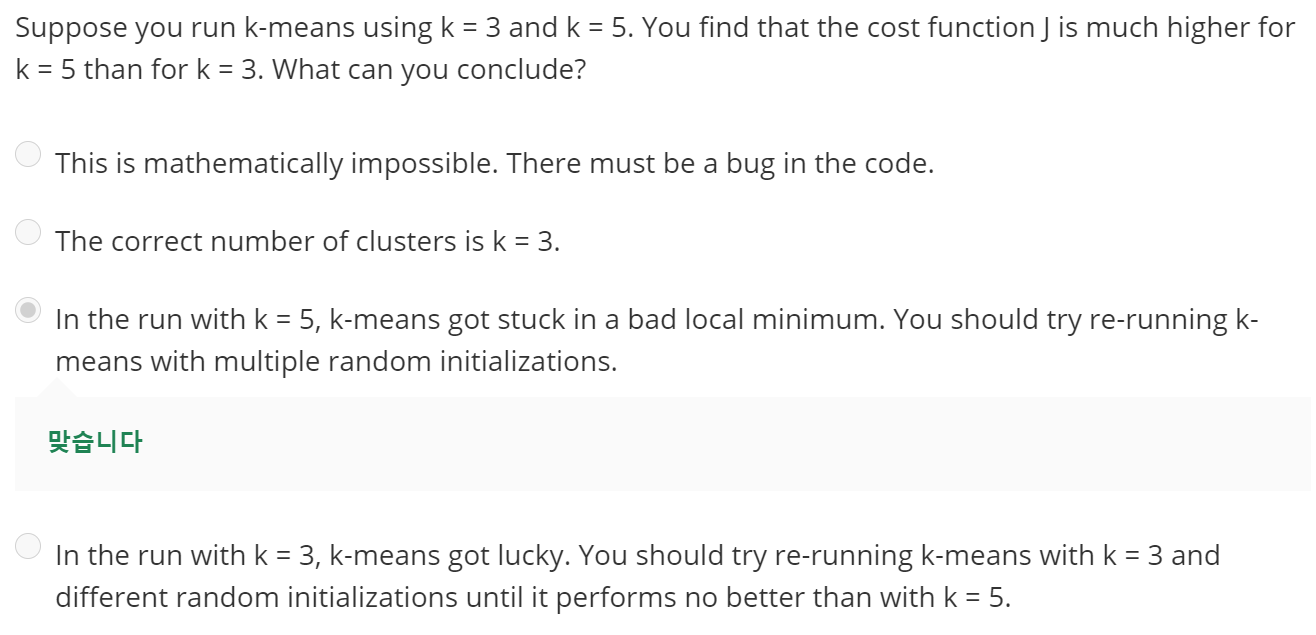 Suppose you run k-means using k = 3 and k = 5. You find that the cost function J is much higher for
k = 5 than for k = 3. What can you conclude?
This is mathematically impossible. There must be a bug in the code.
The correct number of clusters is k = 3.
In the run with k = 5, k-means got stuck in a bad local minimum. You should try re-running k-
means with multiple random initializations.
맞습니다
In the run with k = 3, k-means got lucky. You should try re-running k-means with k = 3 and
different random initializations until it performs no better than with k = 5.